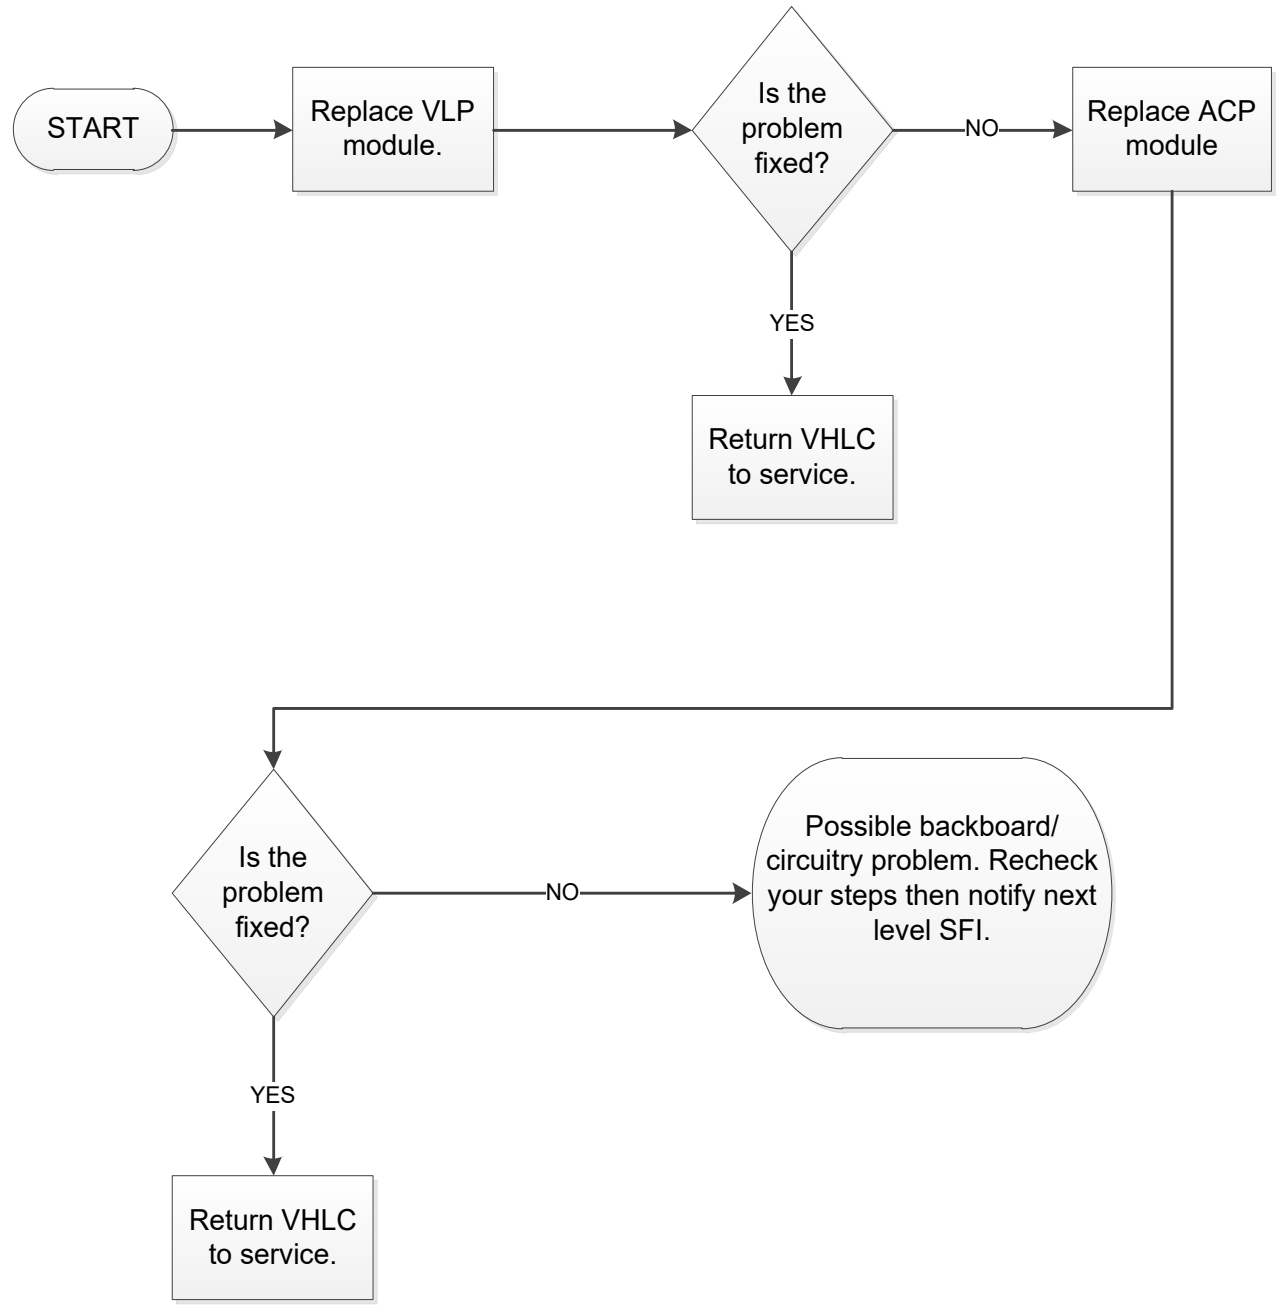 START
Replace VLP
module.
Is the
problem
fixed?
NO
Replace ACP
module
YES
Return VHLC
to service.
Is the
problem
fixed?
NO
Possible backboard/
circuitry problem. Recheck
your steps then notify next
level SFI.
YES
Return VHLC
to service.